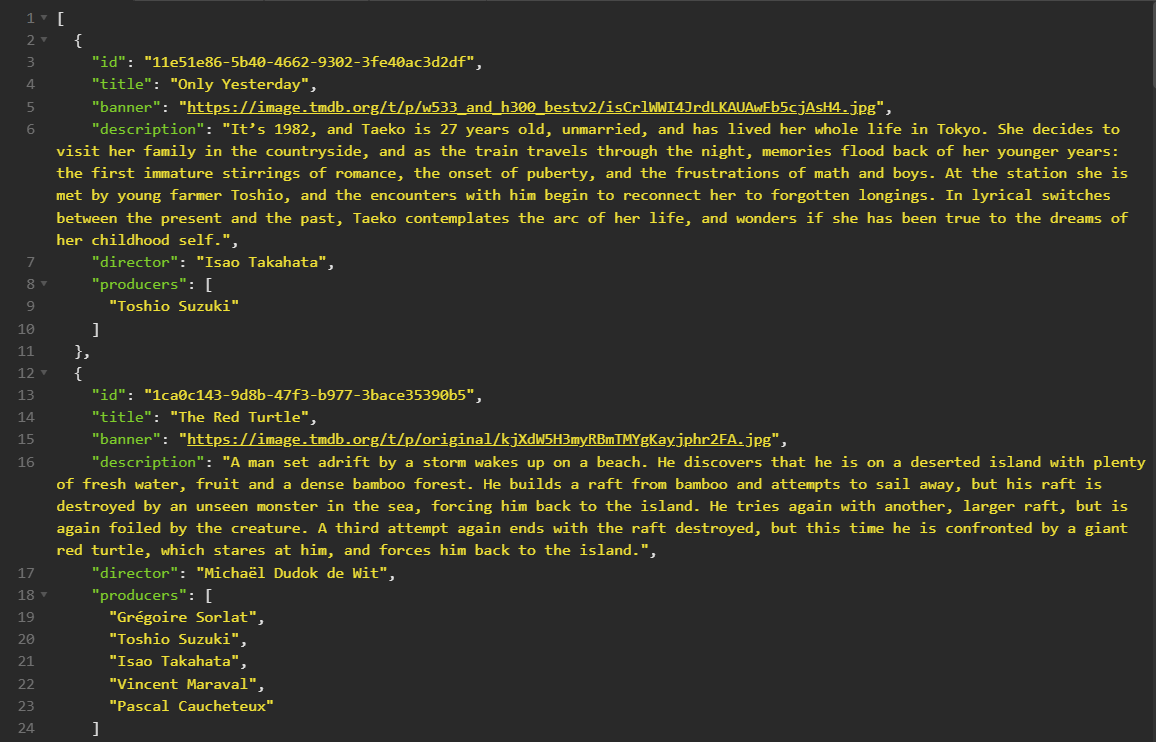 1 [
2 {
3 "id": "11e51e86-5b40-4662-9302-3fe40ac3d2df",
4 "title": "Only Yesterday",
5 "banner": "https://image.tmdb.org/t/p/w533_and_h300_bestv2/isCrlWWI4JrdLKAUAwFb5cjAsH4.jpg",
6 "description": "It’s 1982, and Taeko is 27 years old, unmarried, and has lived her whole life in Tokyo. She decides to
visit her family in the countryside, and as the train travels through the night, memories flood back of her younger years:
the first immature stirrings of romance, the onset of puberty, and the frustrations of math and boys. At the station she is
met by young farmer Toshio, and the encounters with him begin to reconnect her to forgotten longings. In lyrical switches
between the present and the past, Taeko contemplates the arc of her life, and wonders if she has been true to the dreams of
her childhood self.",
7 "director": "Isao Takahata",
8 "producers": [
9 "Toshio Suzuki"
10 ]
11 },
12 {
13 "id": "1ca0c143-9d8b-47f3-b977-3bace35390b5",
14 "title": "The Red Turtle",
15 "banner": "https://image.tmdb.org/t/p/original/kjXdW5H3myRBmTMYgKayjphr2FA.jpg",
16 "description": "A man set adrift by a storm wakes up on a beach. He discovers that he is on a deserted island with plenty
of fresh water, fruit and a dense bamboo forest. He builds a raft from bamboo and attempts to sail away, but his raft is
destroyed by an unseen monster in the sea, forcing him back to the island. He tries again with another, larger raft, but is
again foiled by the creature. A third attempt again ends with the raft destroyed, but this time he is confronted by a giant
red turtle, which stares at him, and forces him back to the island.",
17 "director": "Michaël Dudok de Wit",
18 "producers": [
19 "Grégoire Sorlat",
20 "Toshio Suzuki",
21 "Isao Takahata",
22 "Vincent Maraval",
23 "Pascal Caucheteux"
24 ]